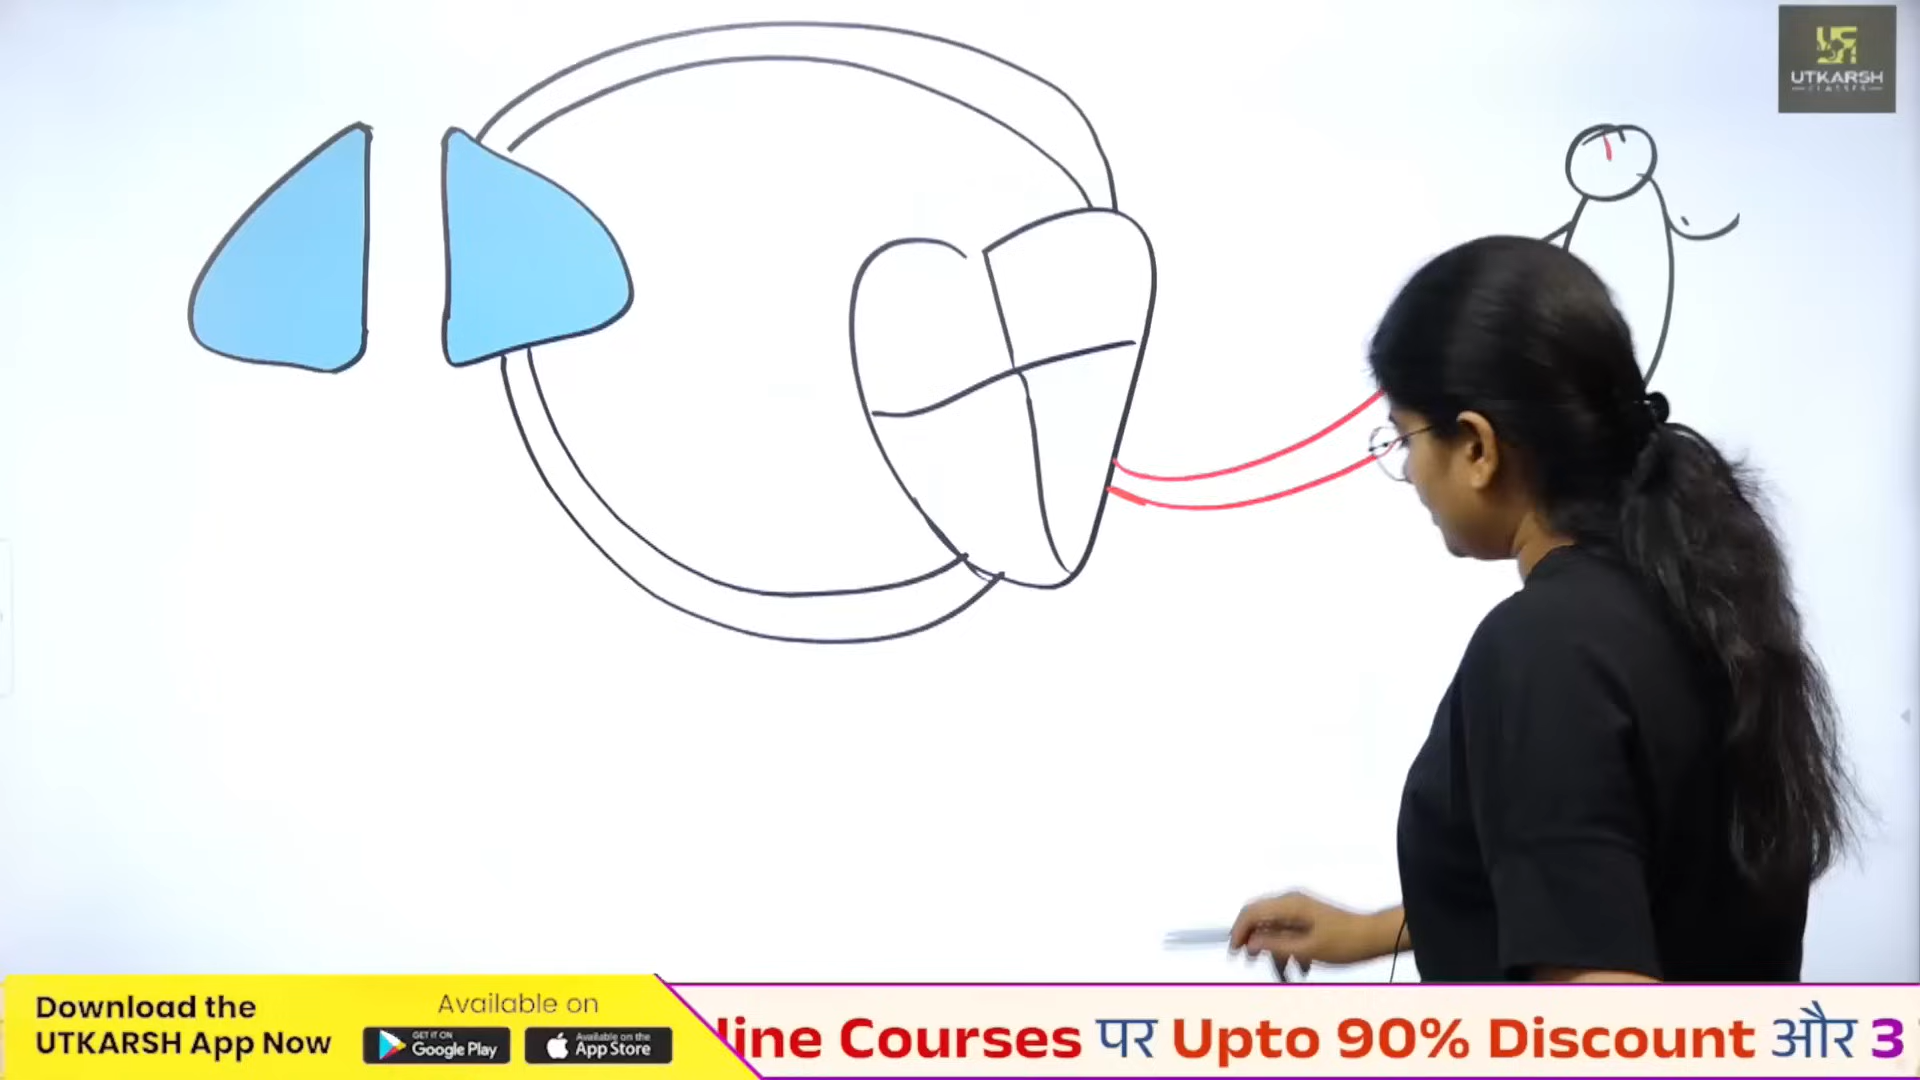 UTKARSH
CLASSES
Download the
UTKARSH App Now
Available on
GET IT ON
Google Play
Available on the
App Store
line Courses पर Upto 90% Discount और 3